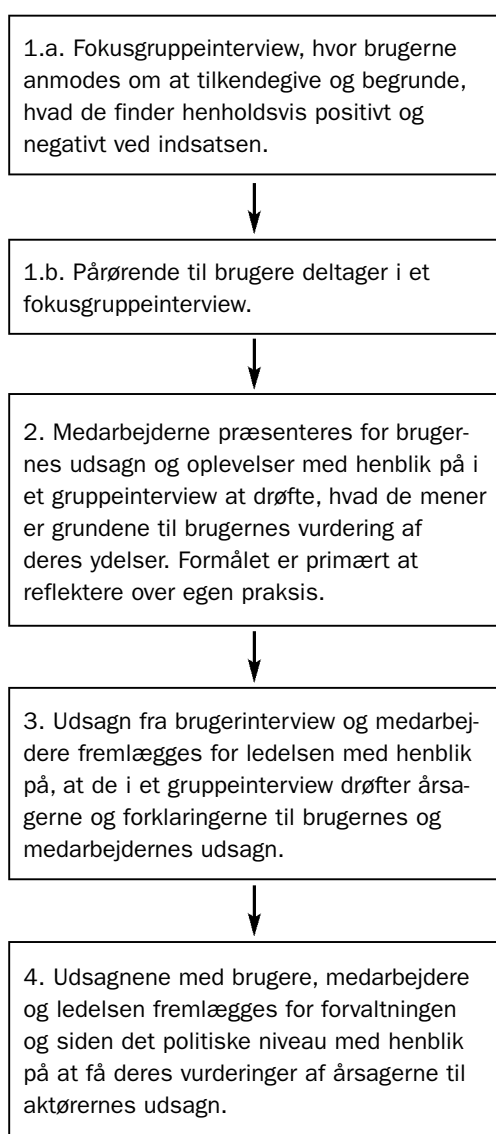 1.a. Fokusgruppeinterview, hvor brugerne
anmodes om at tilkendegive og begrunde,
hvad de finder henholdsvis positivt og
negativt ved indsatsen.
1.b. Pårørende til brugere deltager i et
fokusgruppeinterview.
2. Medarbejderne præsenteres for bruger-
nes udsagn og oplevelser med henblik på i
et gruppeinterview at drøfte, hvad de mener
er grundene til brugernes vurdering af
deres ydelser. Formålet er primært at
reflektere over egen praksis.
3. Udsagn fra brugerinterview og medarbej-
dere fremlægges for ledelsen med henblik
på, at de i et gruppeinterview drøfter årsa-
gerne og forklaringerne til brugernes og
medarbejdernes udsagn.
4. Udsagnene med brugere, medarbejdere
og ledelsen fremlægges for forvaltningen
og siden det politiske niveau med henblik
på at få deres vurderinger af årsagerne til
aktørernes udsagn.